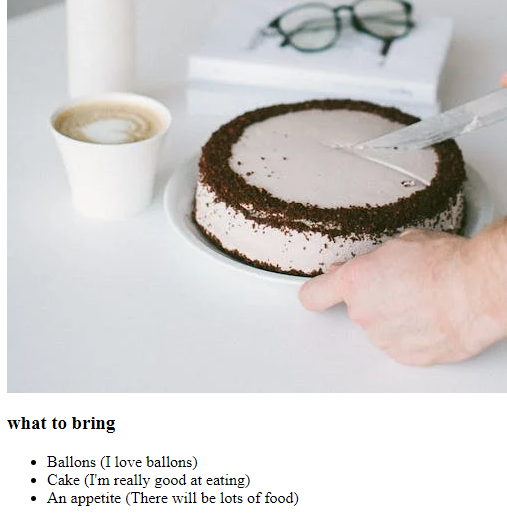 what to bring
Ballons (I love ballons)
Cake (I'm really good at eating)
An appetite (There will be lots of food)